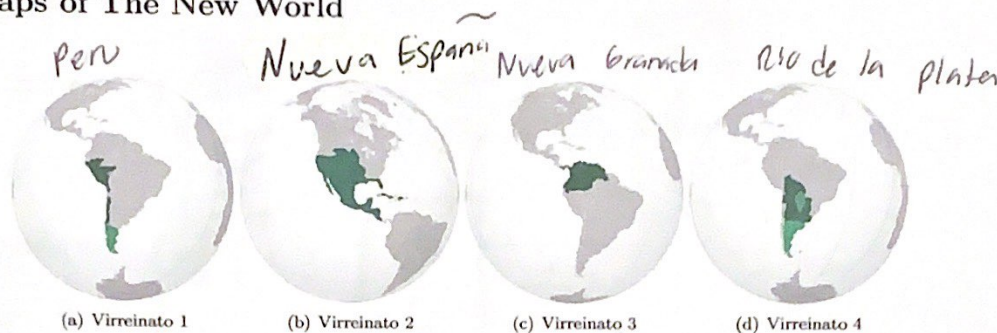 aps of The New World
Peru
Nueva España
Nueva Granada
Rio de la plata
(a) Virreinato 1
(b) Virreinato 2
(c) Virreinato 3
(d) Virreinato 4